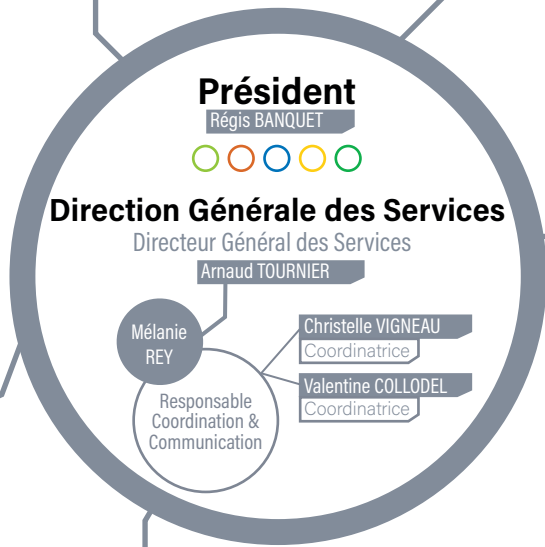 Président
Régis BANQUET
Direction Générale des Services
Directeur Général des Services
Arnaud TOURNIER
Mélanie
REY
Responsable
Coordination &
Communication
Christelle VIGNEAU
Coordinatrice
Valentine COLLODEL
Coordinatrice